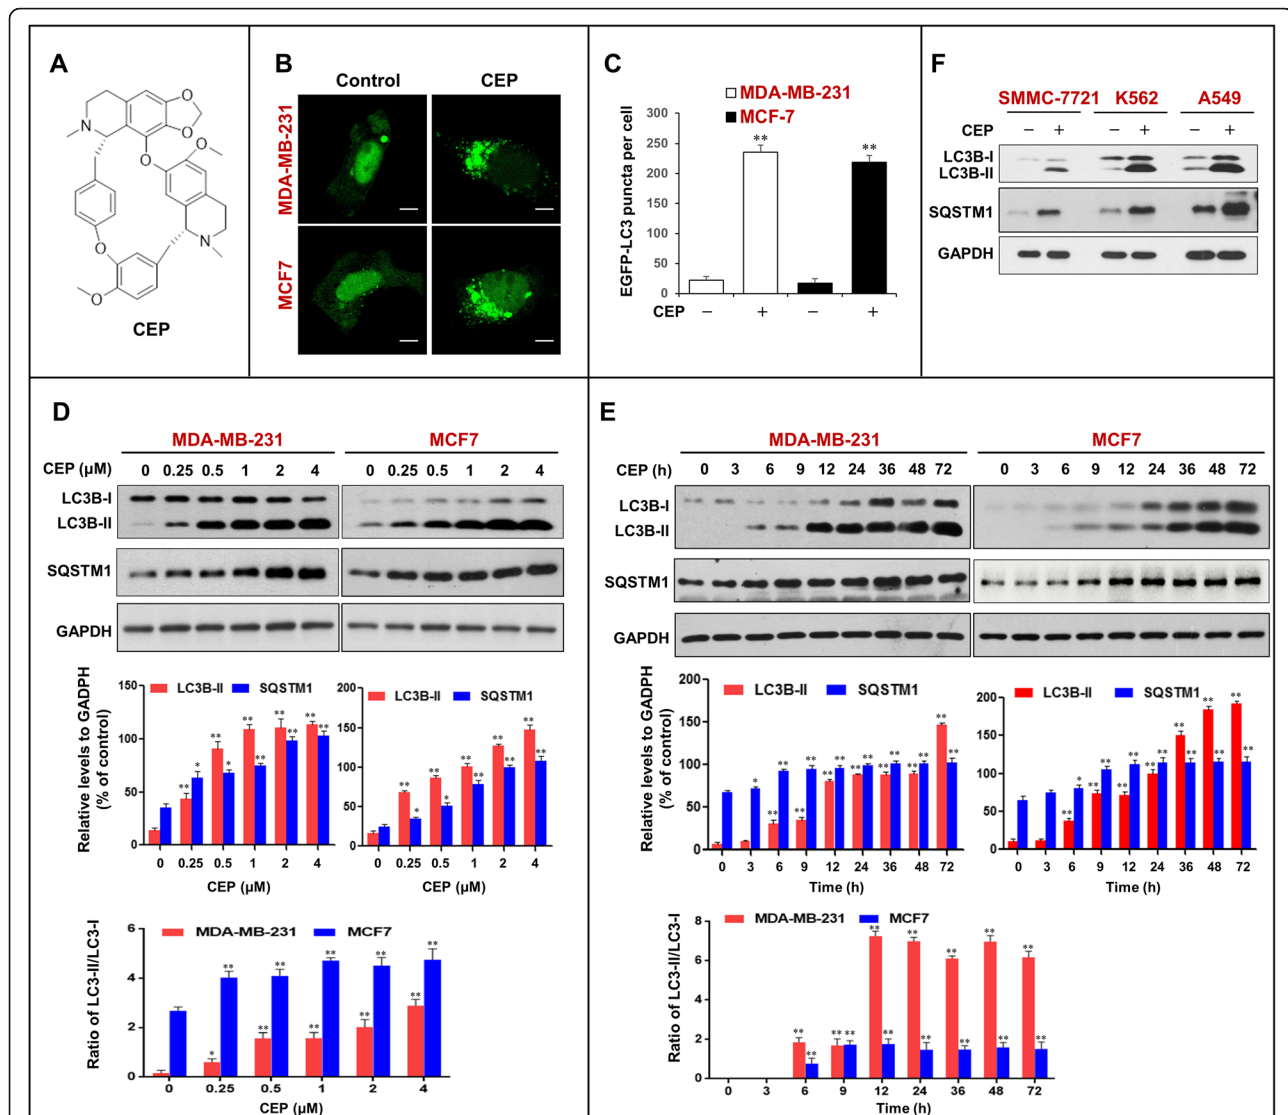 A
N
O
O
O
O
N
O
O
CEP
B
Control CEP
MDA-MB-231
MCF7
C
MDA-MB-231
MCF-7
EGFP-LC3 puncta per cell
300
250
200
150
100
50
0
** **
CEP − + − +
F
SMMC-7721 K562 A549
CEP − + − + − +
LC3B-I
LC3B-II
SQSTM1
GAPDH
D
MDA-MB-231 MCF7
CEP (µM) 0 0.25 0.5 1 2 4 0 0.25 0.5 1 2 4
LC3B-I
LC3B-II
SQSTM1
GAPDH
Relative levels to GADPH
(% of control)
LC3B-II SQSTM1
150
100
50
0
0 0.25 0.5 1 2 4
CEP (µM)
LC3B-II SQSTM1
200
150
100
50
0
0 0.25 0.5 1 2 4
CEP (µM)
Ratio of LC3-II/LC3-I
MDA-MB-231 MCF7
6
4
2
0
0 0.25 0.5 1 2 4
CEP (µM)
E
MDA-MB-231 MCF7
CEP (h) 0 3 6 9 12 24 36 48 72 0 3 6 9 12 24 36 48 72
LC3B-I
LC3B-II
SQSTM1
GAPDH
Relative levels to GADPH
(% of control)
LC3B-II SQSTM1
200
150
100
50
0
0 3 6 9 12 24 36 48 72
Time (h)
LC3B-II SQSTM1
200
150
100
50
0
0 3 6 9 12 24 36 48 72
Time (h)
Ratio of LC3-II/LC3-I
MDA-MB-231 MCF7
8
6
4
2
0
0 3 6 9 12 24 36 48 72
Time (h)